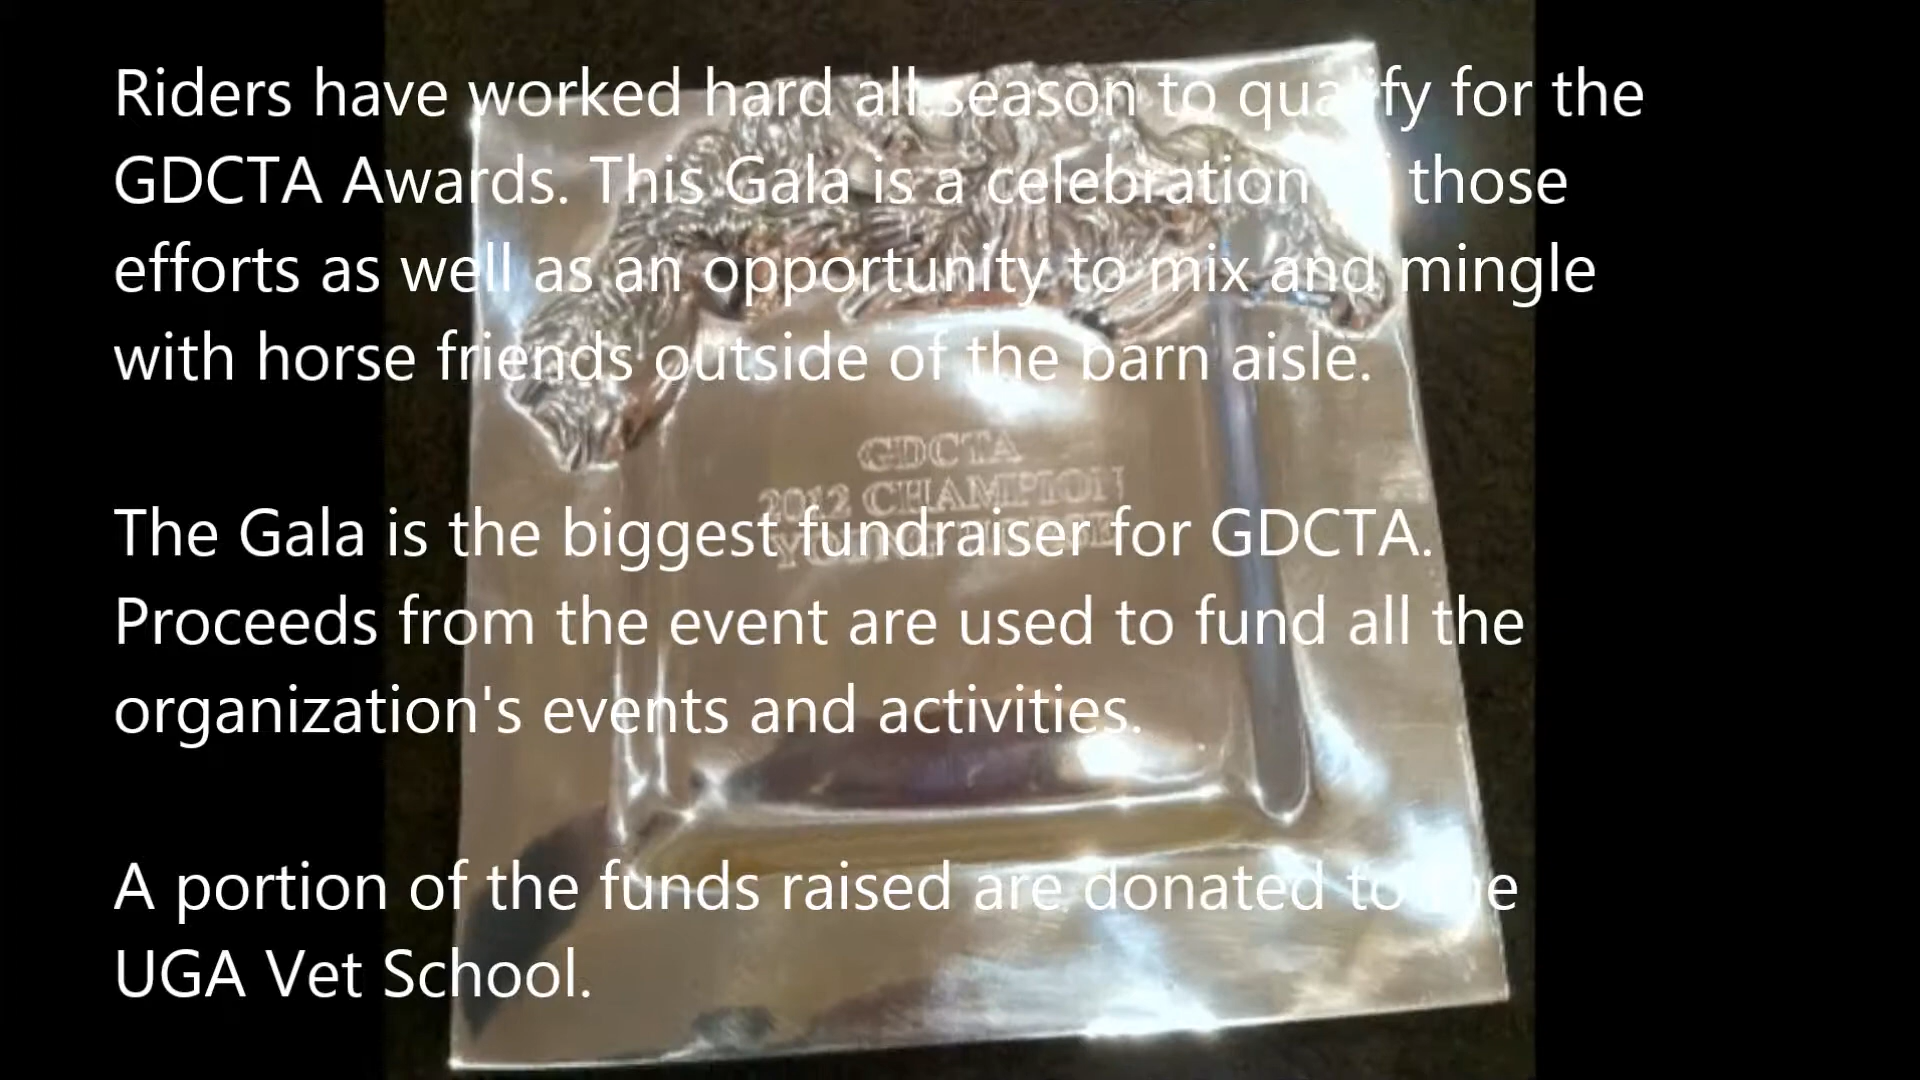 Riders have worked hard all season to qualify for the
GDCTA Awards. This Gala is a celebration of those
efforts as well as an opportunity to mix and mingle
with horse friends outside of the barn aisle.
GDCTA
2012 CHAMPION
YOUNG HORSE
The Gala is the biggest fundraiser for GDCTA.
Proceeds from the event are used to fund all the
organization's events and activities.
A portion of the funds raised are donated to the
UGA Vet School.